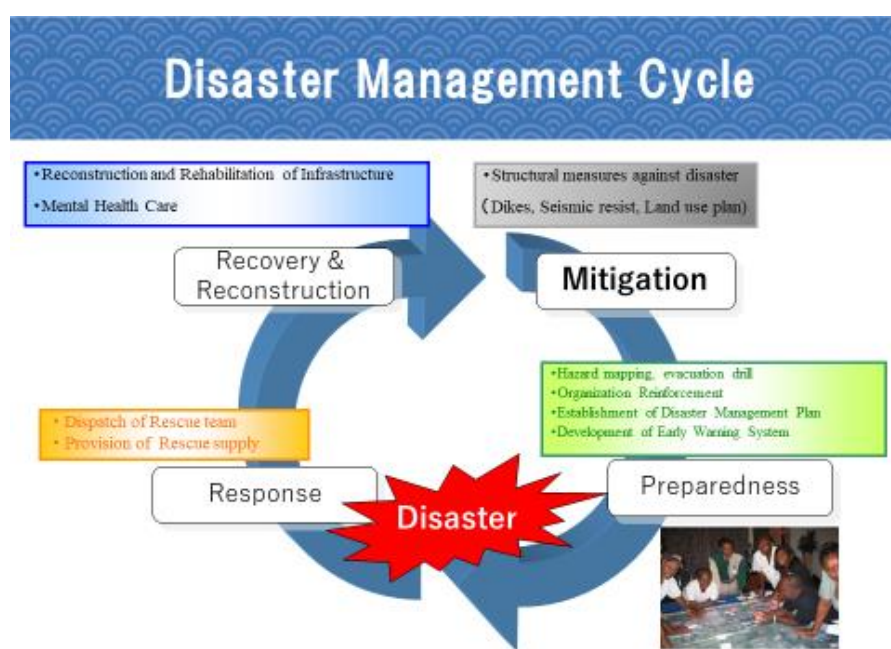 Disaster Management Cycle
•Reconstruction and Rehabilitation of Infrastructure
•Mental Health Care
•Structural measures against disaster
(Dikes, Seismic resist, Land use plan)
Recovery &
Reconstruction
Mitigation
•Hazard mapping, evacuation drill
•Organization Reinforcement
•Establishment of Disaster Management Plan
•Development of Early Warning System
• Dispatch of Rescue team
• Provision of Rescue supply
Response
Disaster
Preparedness